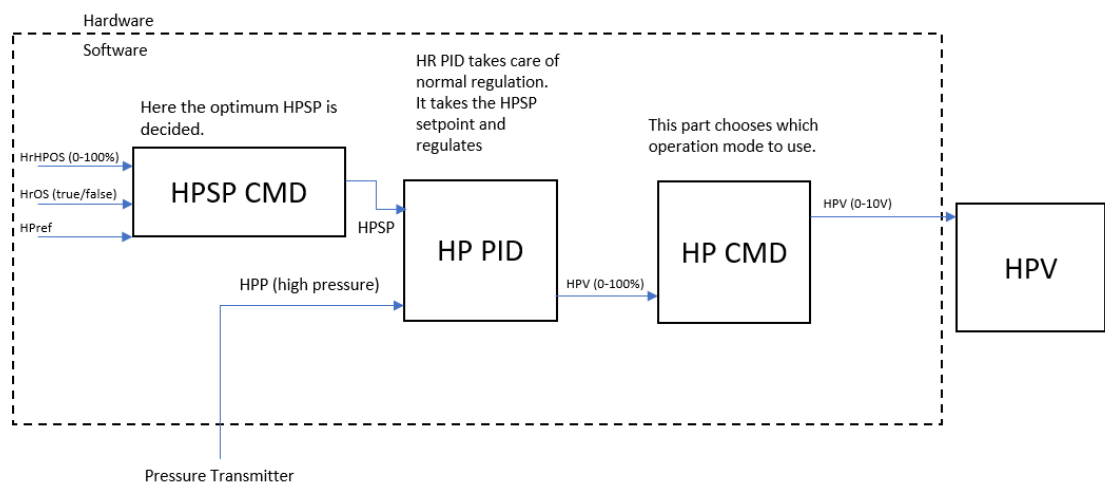 Hardware
Software
HR PID takes care of
normal regulation.
It takes the HPSP
setpoint and
regulates
Here the optimum HPSP is
decided.
This part chooses which
operation mode to use.
HrHPOS (0-100%)
HrOS (true/false)
HPref
HPSP CMD
HPSP
HP PID
HP CMD
HPV (0-10V)
HPV
HPP (high pressure)
HPV (0-100%)
Pressure Transmitter